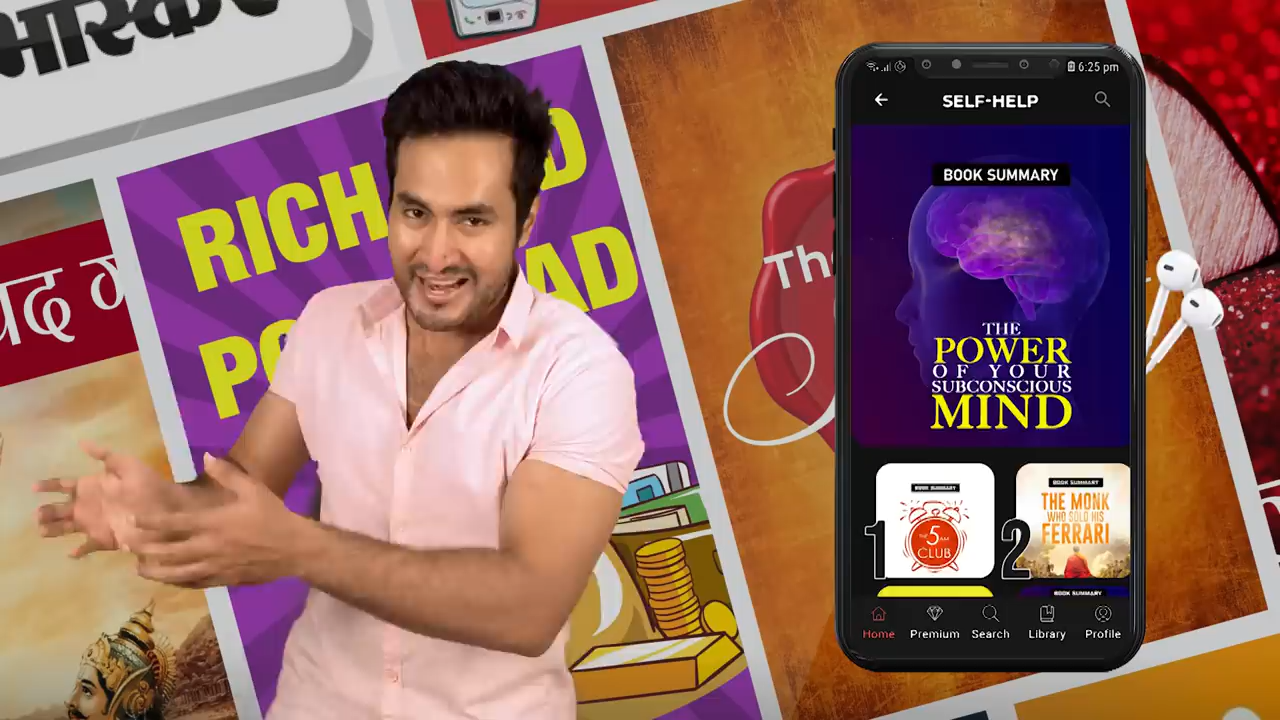 भास्कर
RICH
D
PO
AD
Th
6:25 pm
SELF-HELP
BOOK SUMMARY
THE
POWER
OF YOUR
SUBCONSCIOUS
MIND
BOOK SUMMARY
THE 5 AM
CLUB
1
BOOK SUMMARY
THE MONK
WHO SOLD HIS
FERRARI
2
BOOK SUMMARY
Home
Premium
Search
Library
Profile